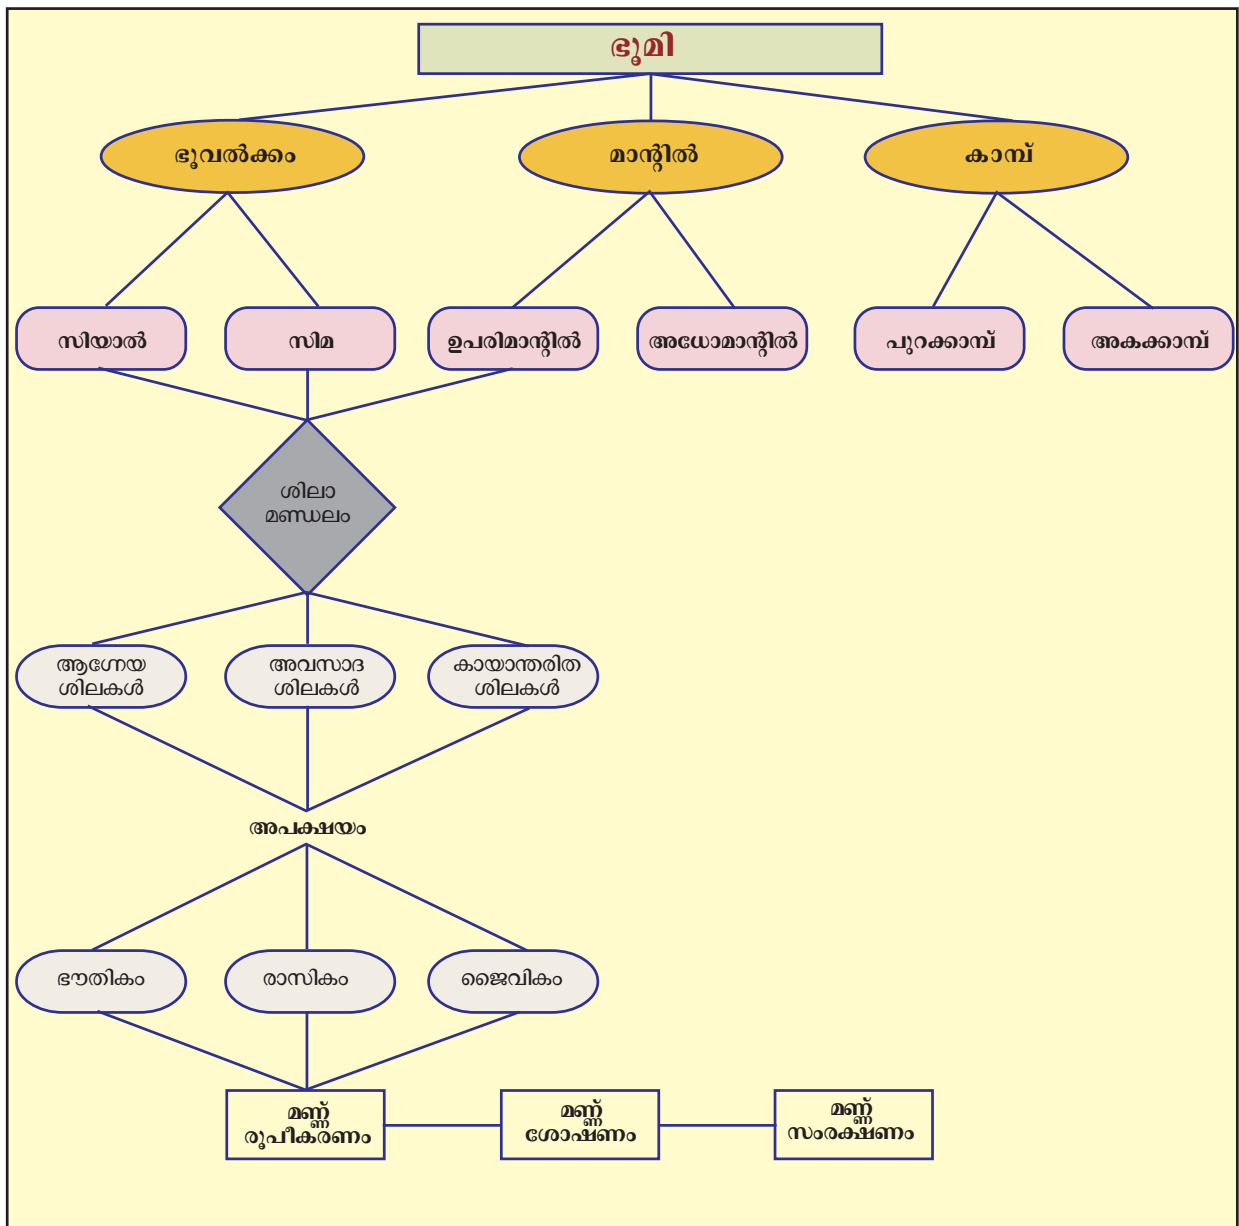 ഭൂമി
ഭൂവൽക്കം
മാന്റിൽ
കാമ്പ്
സിയാൽ
സിമ
ഉപരിമാന്റിൽ
അധോമാന്റിൽ
പുറക്കാമ്പ്
അകക്കാമ്പ്
ശിലാ
മണ്ഡലം
ആഗ്നേയ
ശിലകൾ
അവസാദ
ശിലകൾ
കായാന്തരിത
ശിലകൾ
അപക്ഷയം
ഭൗതികം
രാസികം
ജൈവികം
മണ്ണ്
രൂപീകരണം
മണ്ണ്
ശോഷണം
മണ്ണ്
സംരക്ഷണം